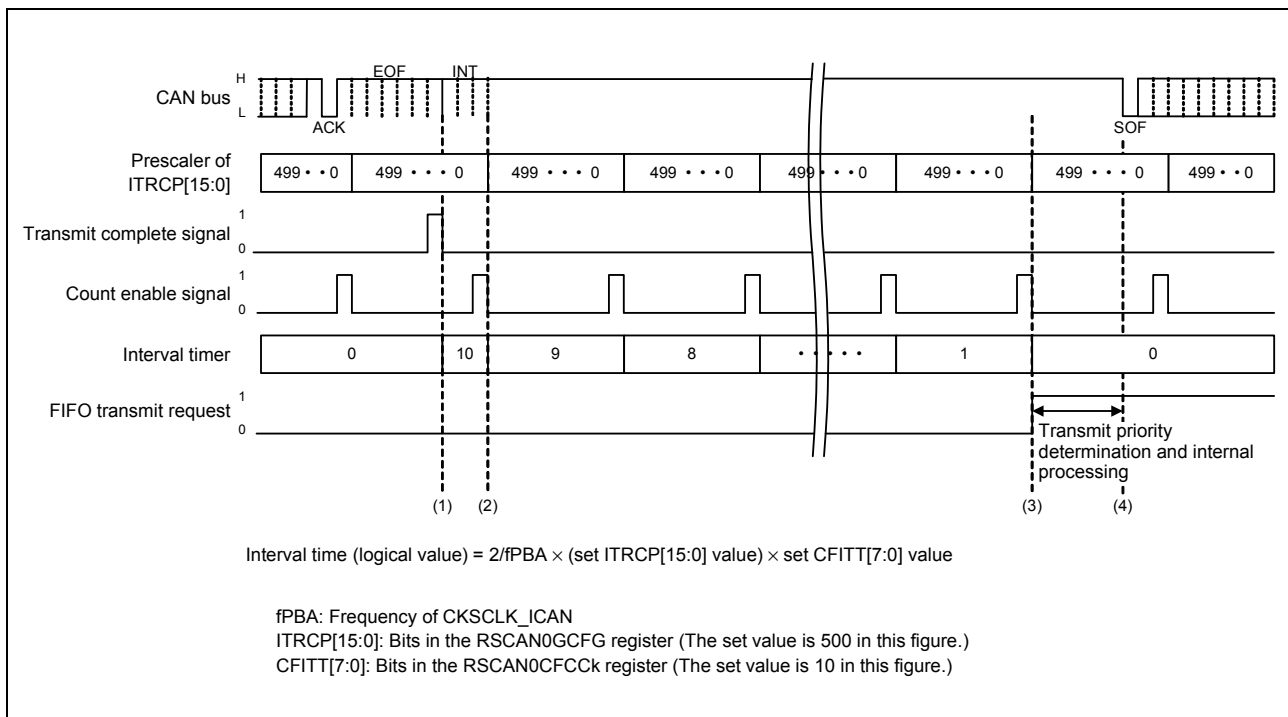 H
EOF
INT
CAN bus
L
ACK
SOF
Prescaler of
ITRCP[15:0]
499 • • 0
499 • • • 0
499 • • • 0
499 • • • 0
499 • • • 0
499 • • • 0
499 • • • 0
499 • • 0
1
Transmit complete signal
0
1
Count enable signal
0
Interval timer
0
10
9
8
• • • • •
1
0
1
FIFO transmit request
0
Transmit priority
determination and internal
processing
(1)
(2)
(3)
(4)
Interval time (logical value) = 2/fPBA × (set ITRCP[15:0] value) × set CFITT[7:0] value
fPBA: Frequency of CKSCLK_ICAN
ITRCP[15:0]: Bits in the RSCAN0GCFG register (The set value is 500 in this figure.)
CFITT[7:0]: Bits in the RSCAN0CFCCk register (The set value is 10 in this figure.)